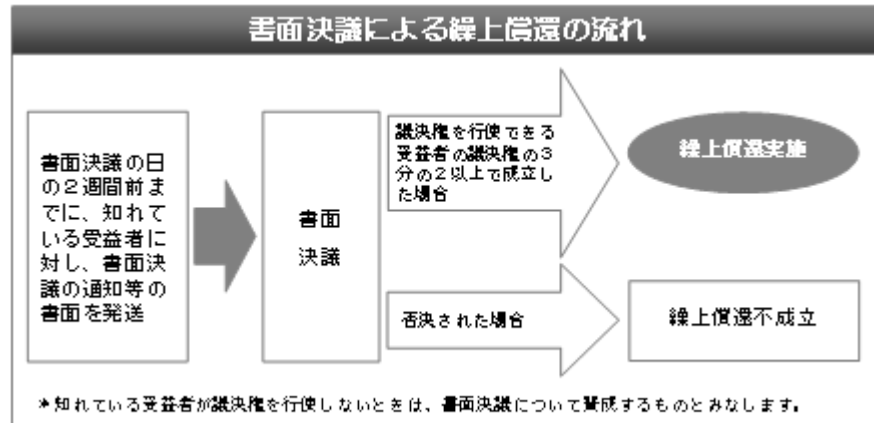 書面決議による繰上償還の流れ
書面決議の日
の２週間前ま
でに、知れて
いる受益者に
対し、書面決
議の通知等の
書面を発送
書面
決議
議決権を行使できる
受益者の議決権の３
分の２以上で成立し
た場合
繰上償還実施
否決された場合
繰上償還不成立
＊知れている受益者が議決権を行使しないときは、書面決議について賛成するものとみなします。